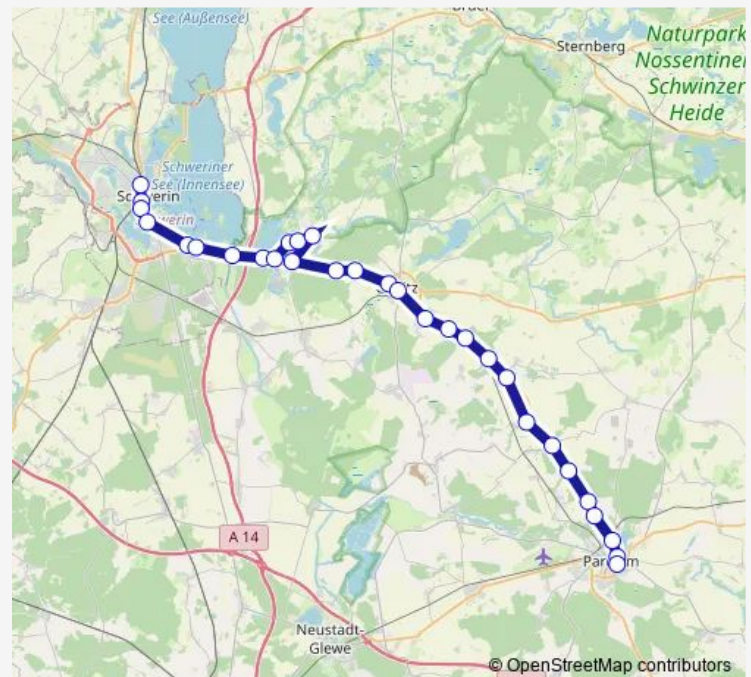 See (Außensee)
Sternberg
Naturpark
Nossentiner
Schwinzer
Heide
Schweriner
See (Innensee)
A 14
Neustadt-
Glewe
© OpenStreetMap contributors